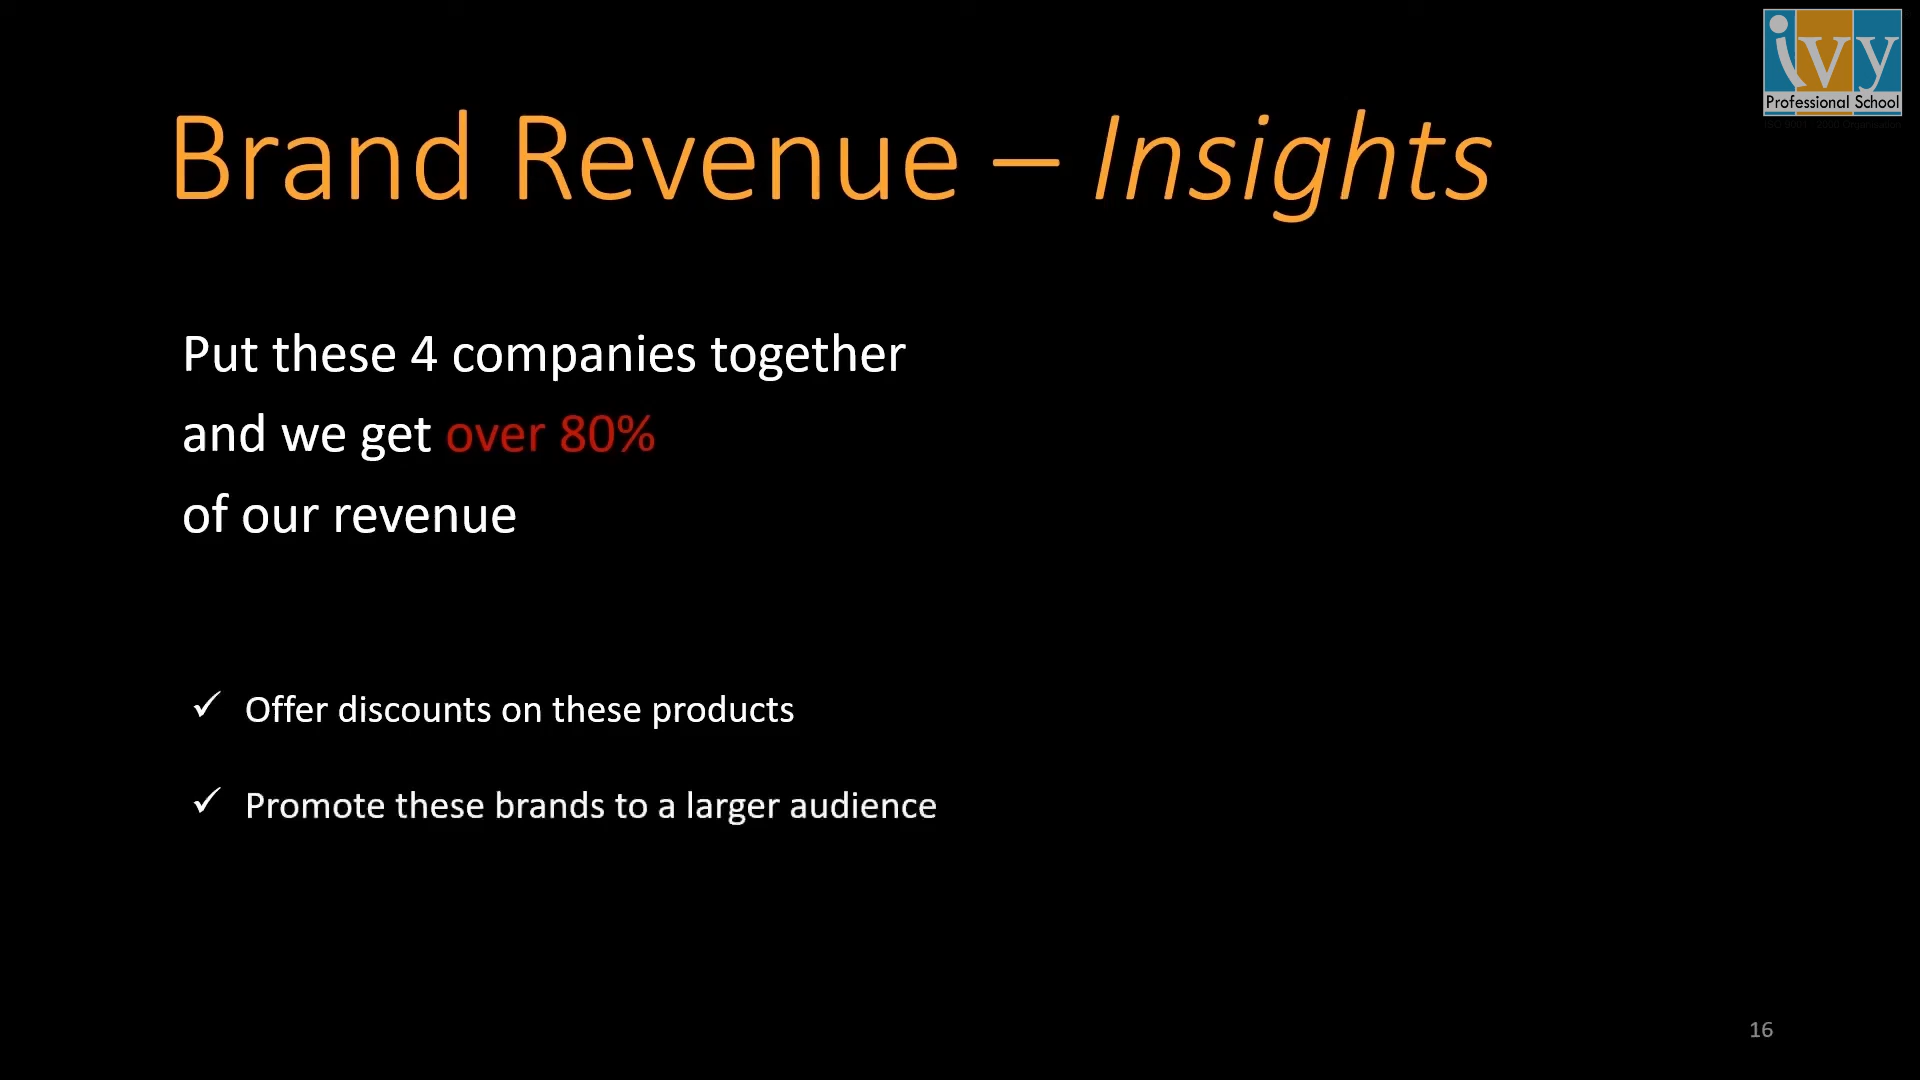 ivy
Professional School
Brand Revenue – Insights
Put these 4 companies together
and we get over 80%
of our revenue
✓ Offer discounts on these products
✓ Promote these brands to a larger audience
16